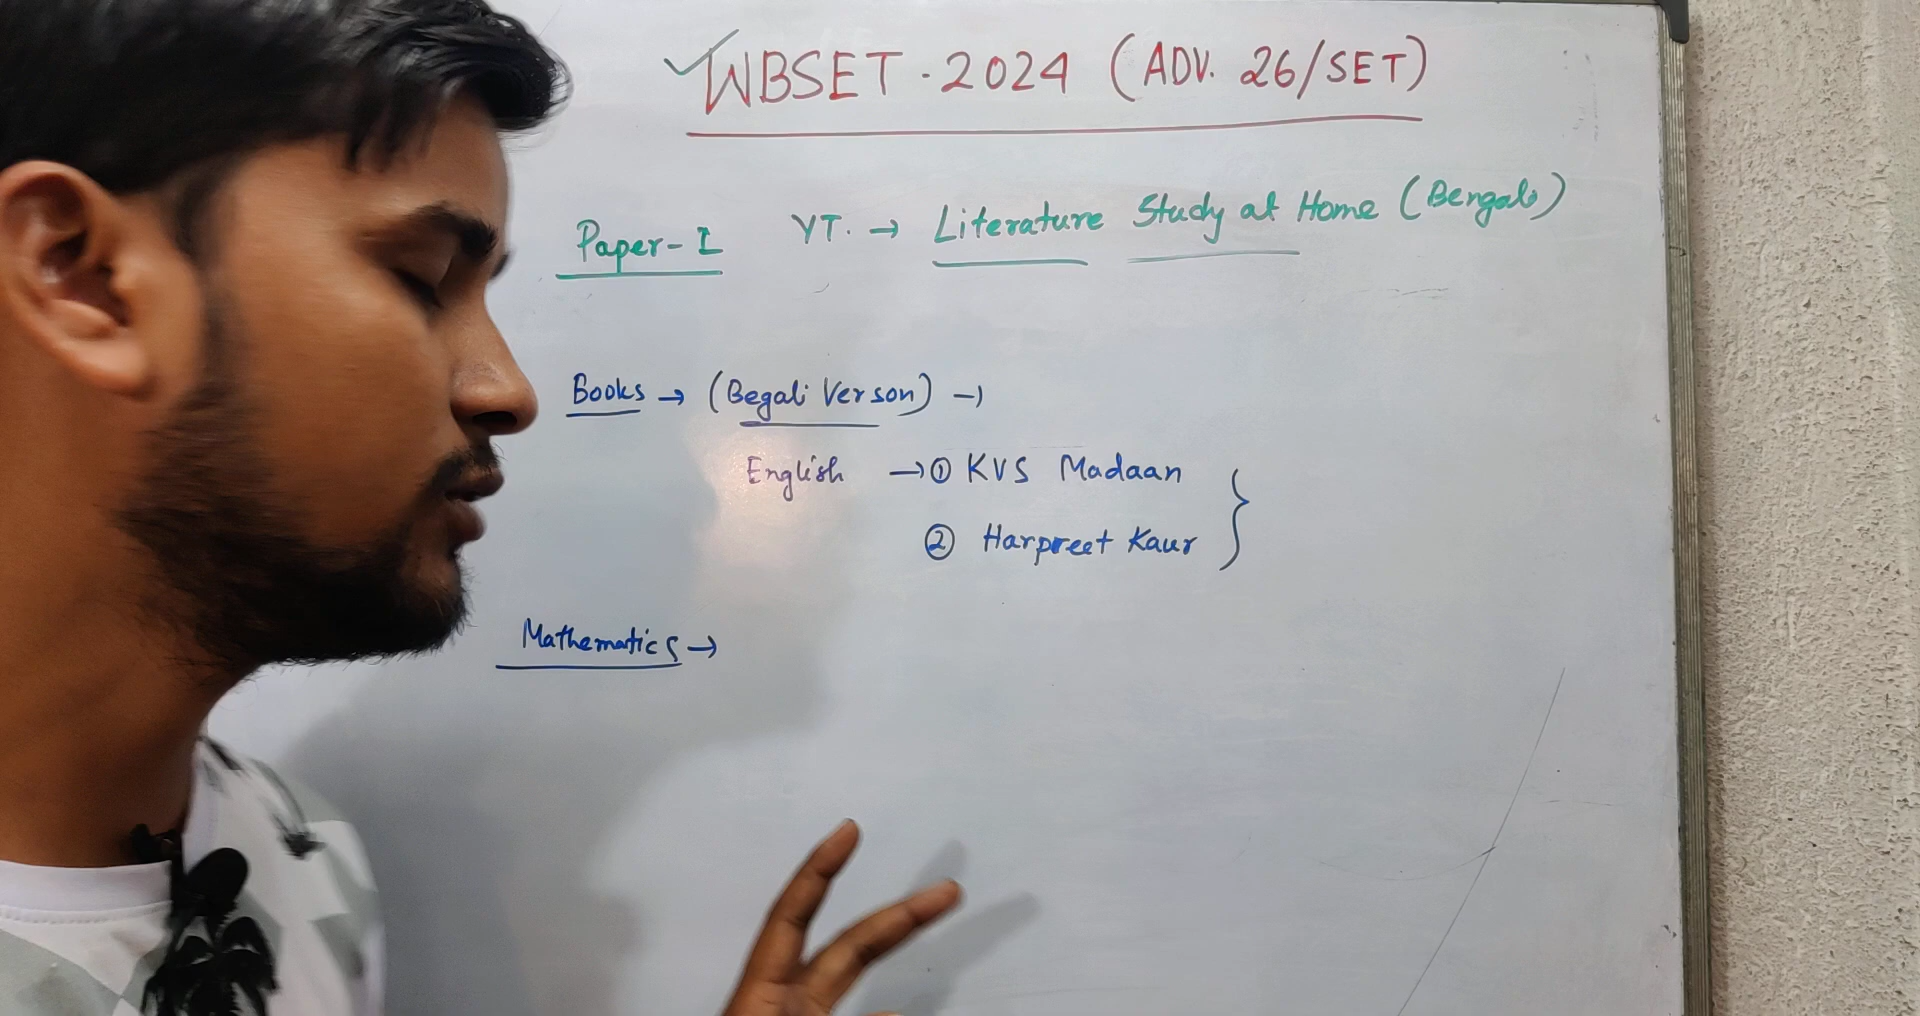 WBSET · 2024 (ADV. 26/SET)
Paper-I YT. → Literature Study at Home (Bengali)
Books → (Begali Verson) →
English → ① KVS Madaan
② Harpreet Kaur
Mathematics →